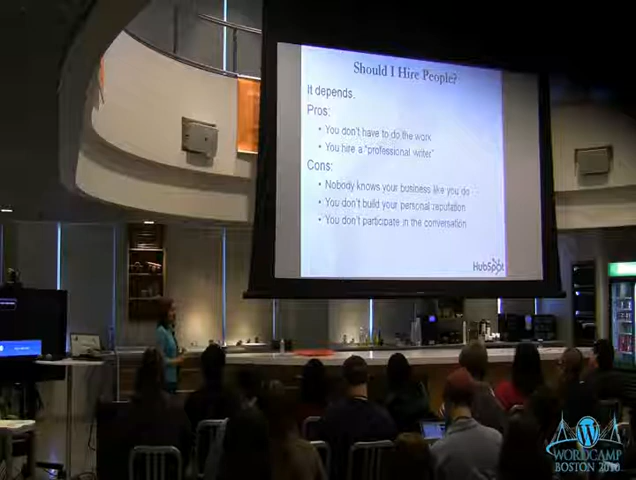 Should I Hire People?
It depends.
Pros:
• You don't have to do the work
• You hire a "professional writer"
Cons:
• Nobody knows your business like you do
• You don't build your personal reputation
• You don't participate in the conversation
HubSpot
WORDCAMP
BOSTON 2010